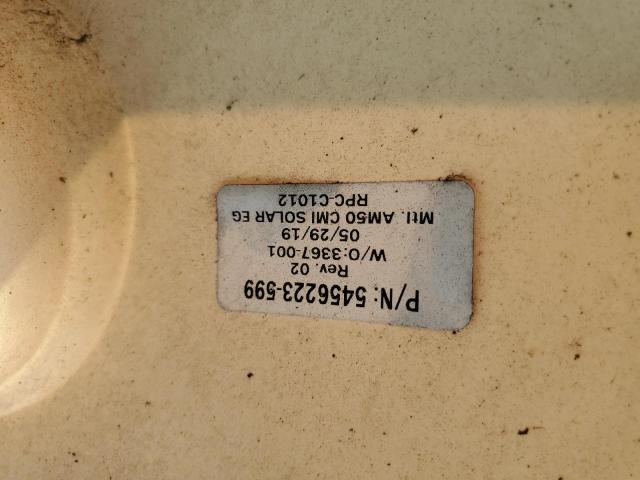 P/N: 5456223-599
Rev. 02
W/O:3367-001
05/29/19
Mtl. AM50 CMI SOLAR EG
RPC-C1012